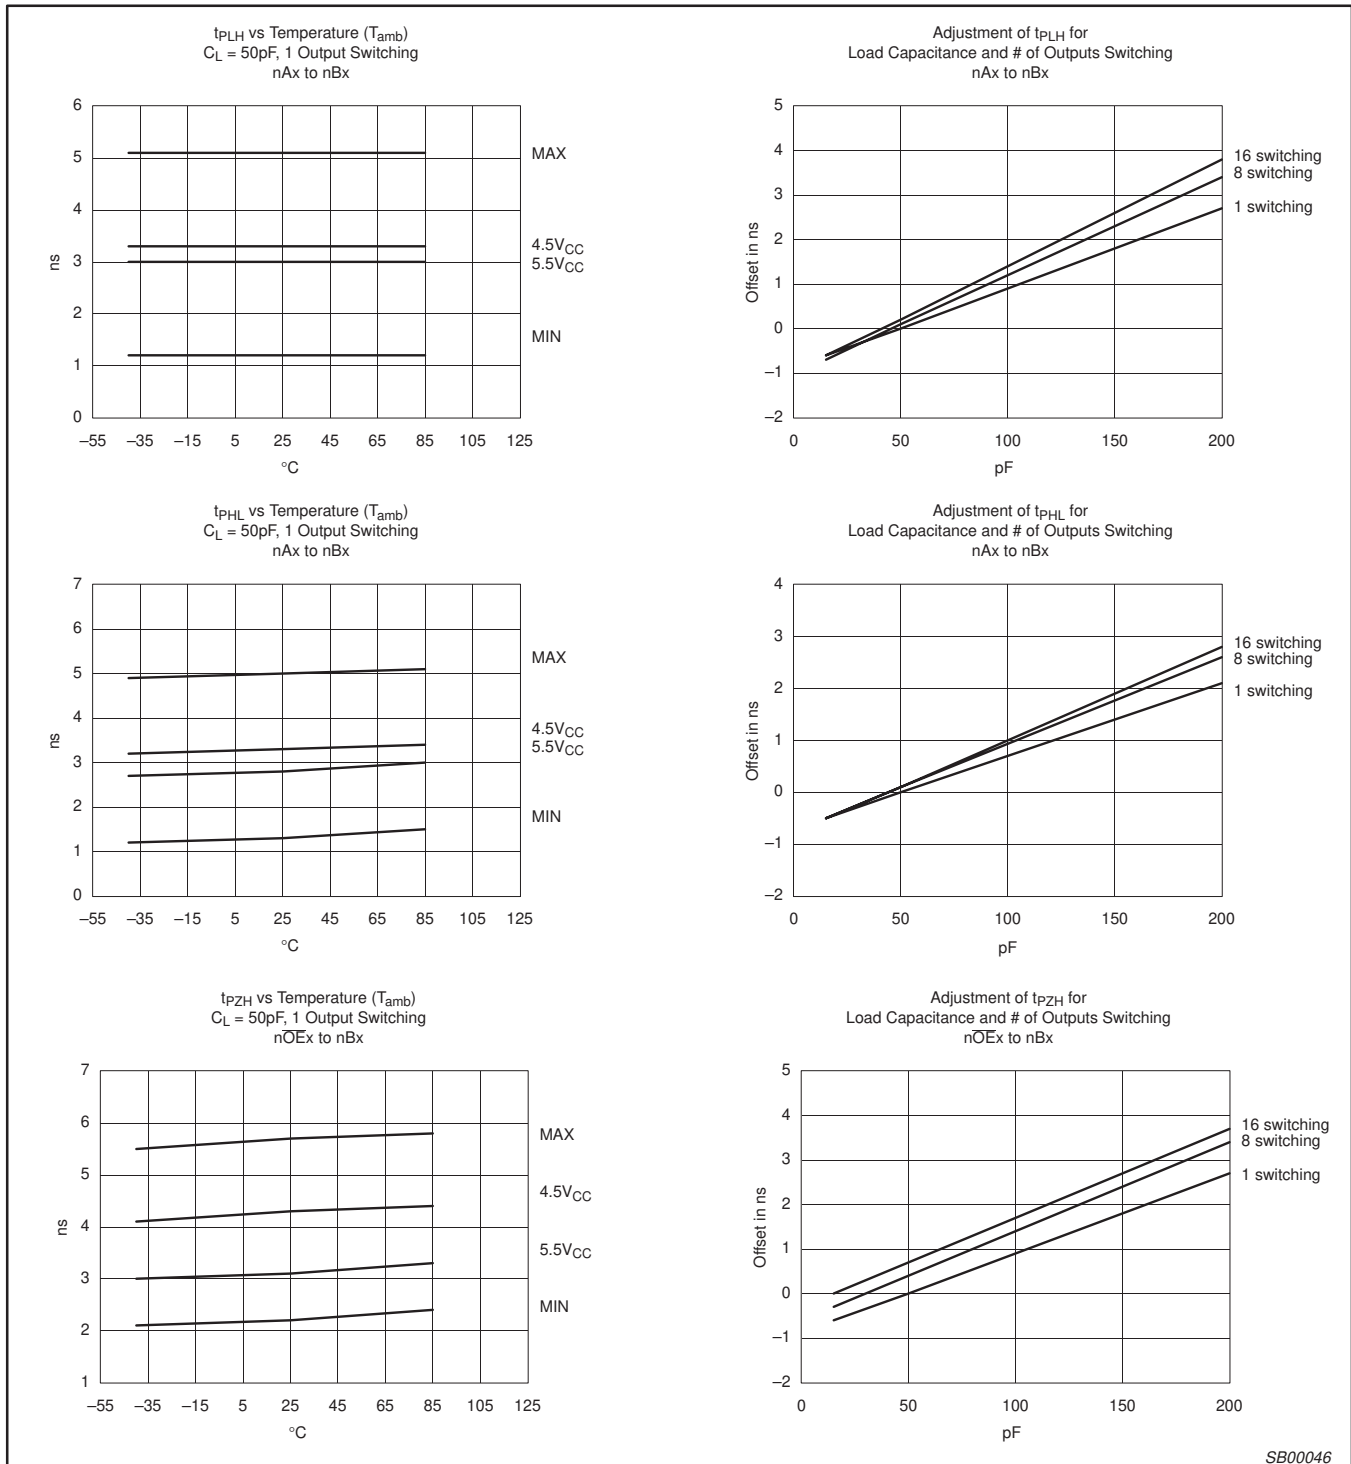 tPLH vs Temperature (Tamb)
CL = 50pF, 1 Output Switching
nAx to nBx
6
5
4
3
2
1
0
ns
MAX
4.5VCC
5.5VCC
MIN
–55 –35 –15 5 25 45 65 85 105 125
°C
Adjustment of tPLH for
Load Capacitance and # of Outputs Switching
nAx to nBx
5
4
3
2
1
0
–1
–2
Offset in ns
16 switching
8 switching
1 switching
0 50 100 150 200
pF
tPHL vs Temperature (Tamb)
CL = 50pF, 1 Output Switching
nAx to nBx
7
6
5
4
3
2
1
0
ns
MAX
4.5VCC
5.5VCC
MIN
–55 –35 –15 5 25 45 65 85 105 125
°C
Adjustment of tPHL for
Load Capacitance and # of Outputs Switching
nAx to nBx
4
3
2
1
0
–1
–2
Offset in ns
16 switching
8 switching
1 switching
0 50 100 150 200
pF
tPZH vs Temperature (Tamb)
CL = 50pF, 1 Output Switching
nO̅E̅x to nBx
7
6
5
4
3
2
1
ns
MAX
4.5VCC
5.5VCC
MIN
–55 –35 –15 5 25 45 65 85 105 125
°C
Adjustment of tPZH for
Load Capacitance and # of Outputs Switching
nO̅E̅x to nBx
5
4
3
2
1
0
–1
–2
Offset in ns
16 switching
8 switching
1 switching
0 50 100 150 200
pF
SB00046